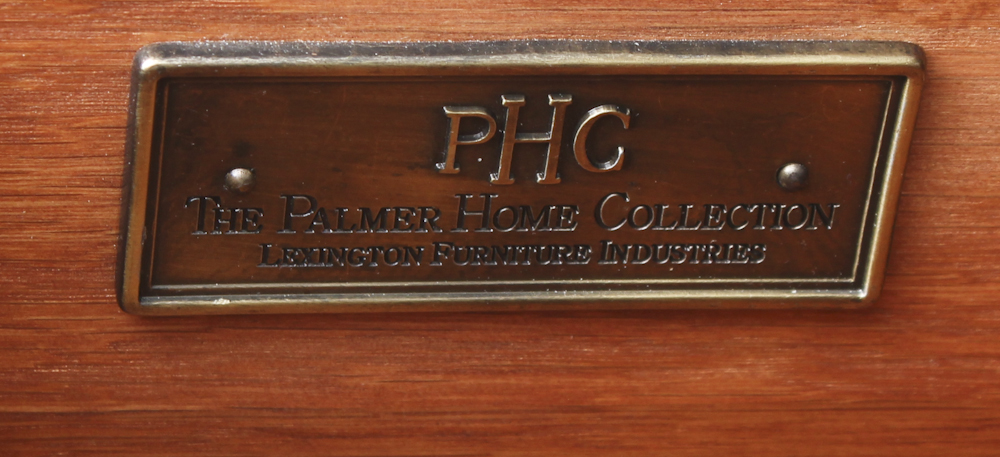 PHC
The Palmer Home Collection
Lexington Furniture Industries